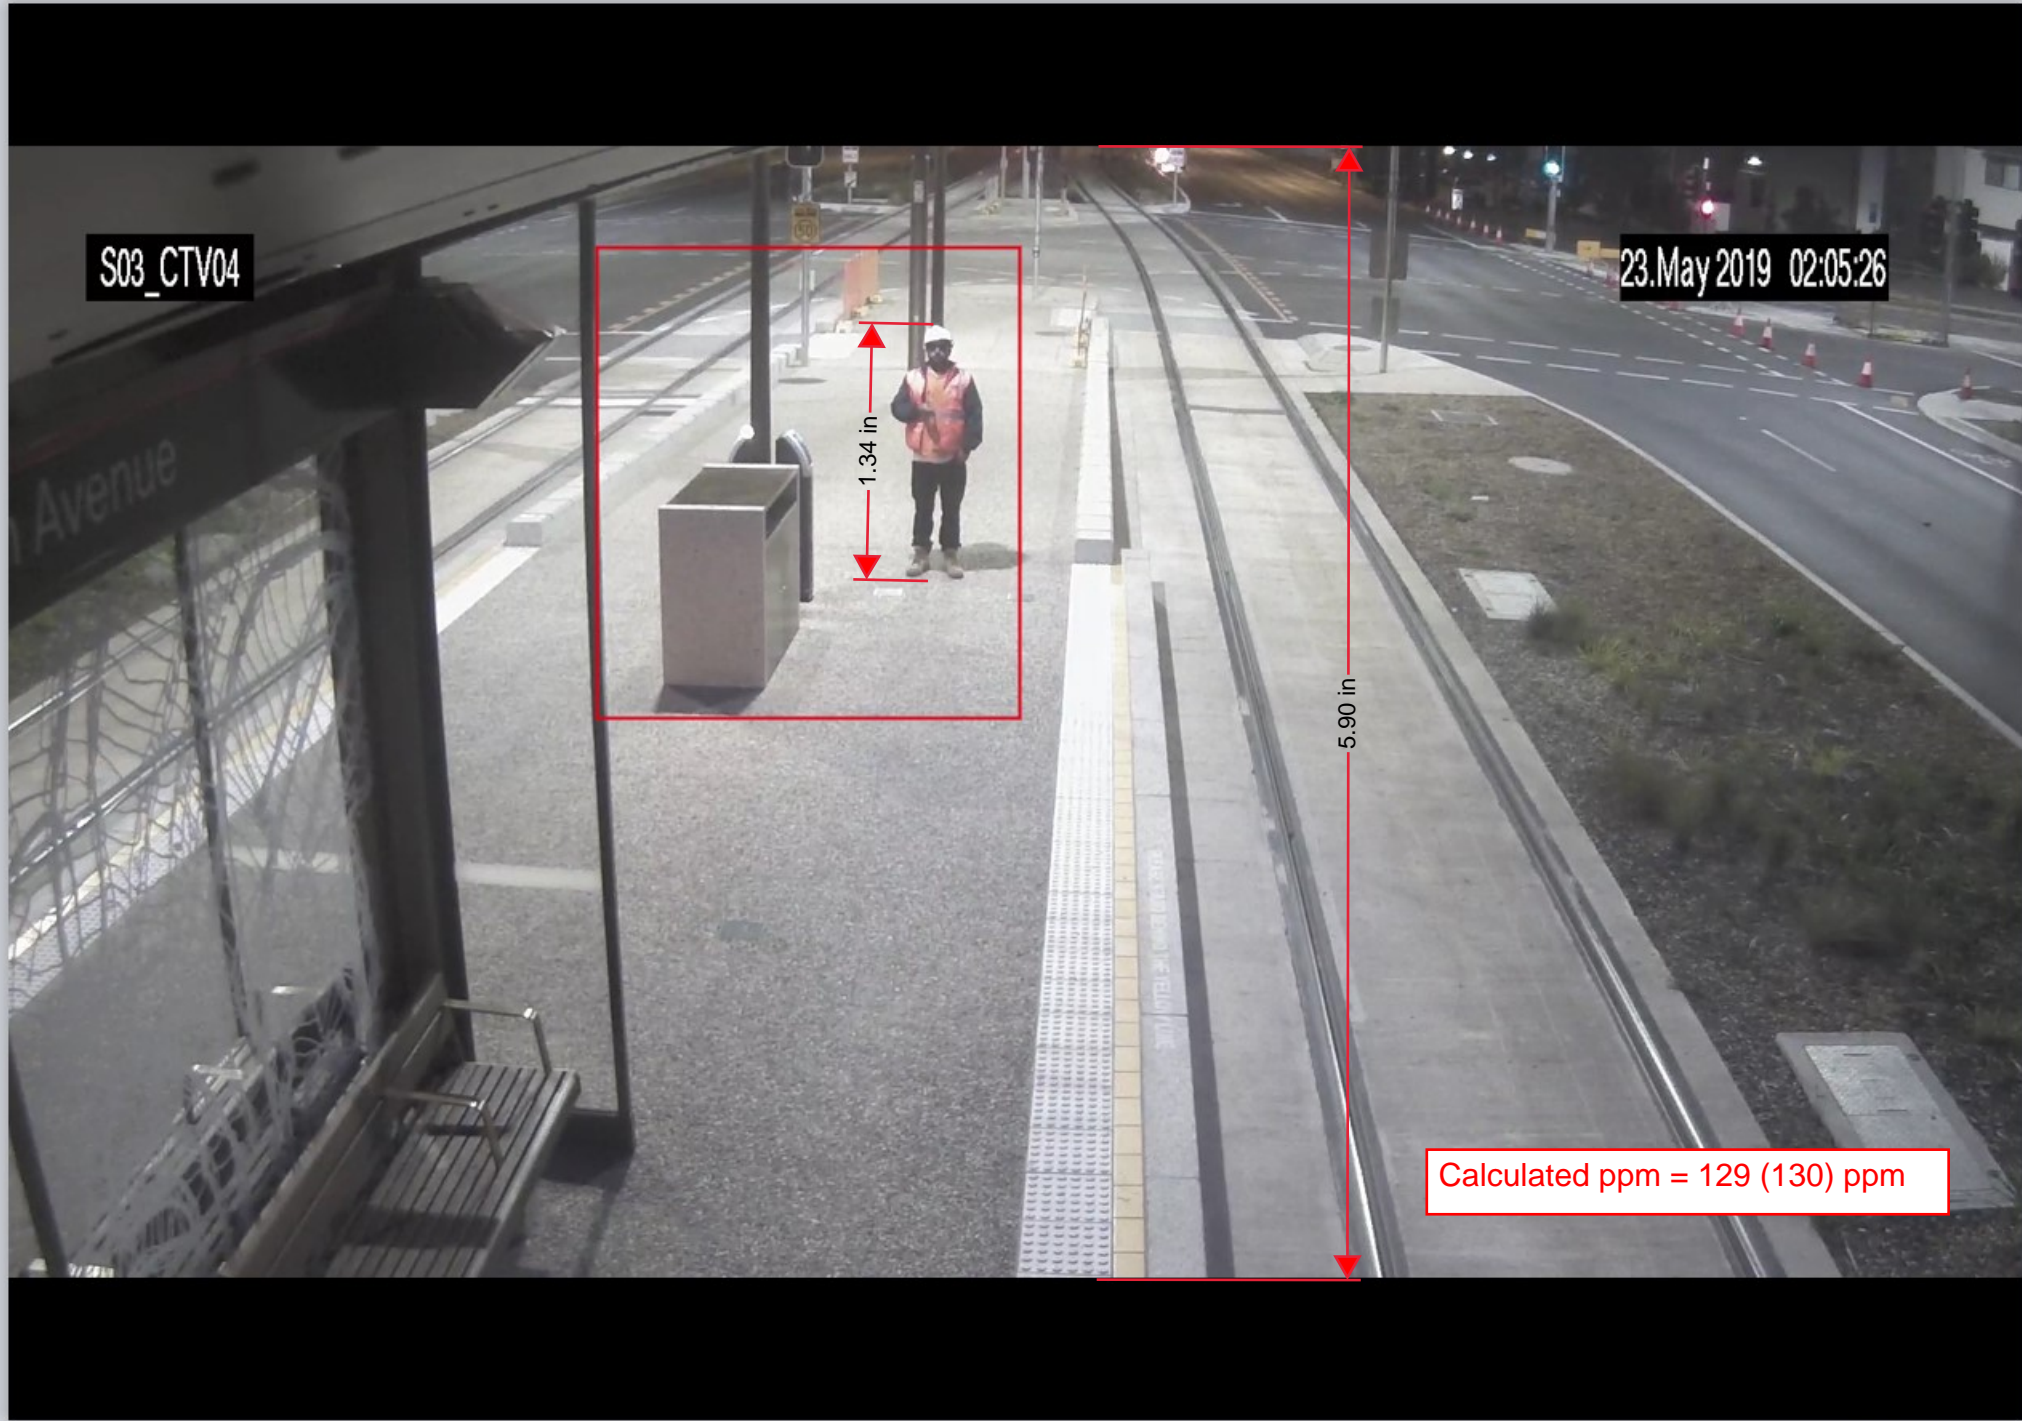 S03_CTV04
23.May 2019 02:05:26
1.34 in
Avenue
5.90 in
Calculated ppm = 129 (130) ppm